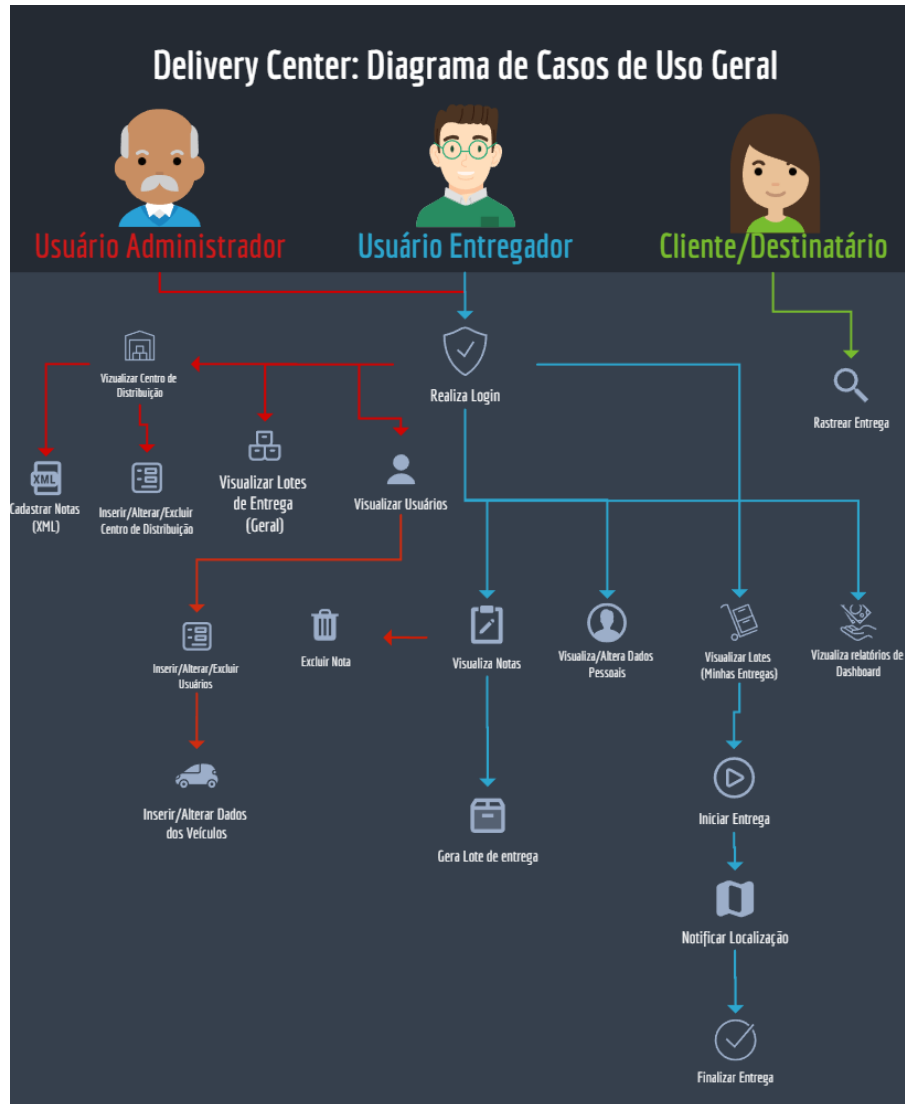 Delivery Center: Diagrama de Casos de Uso Geral
Usuário Administrador
Usuário Entregador
Cliente/Destinatário
Vizualizar Centro de
Distribuição
Realiza Login
Rastrear Entrega
XML
Cadastrar Notas
(XML)
Inserir/Alterar/Excluir
Centro de Distribuição
Visualizar Lotes
de Entrega
(Geral)
Visualizar Usuários
Inserir/Alterar/Excluir
Usuários
Excluir Nota
Visualiza Notas
Visualiza/Altera Dados
Pessoais
Visualizar Lotes
(Minhas Entregas)
Vizualiza relatórios de
Dashboard
Inserir/Alterar Dados
dos Veículos
Gera Lote de entrega
Iniciar Entrega
Notificar Localização
Finalizar Entrega